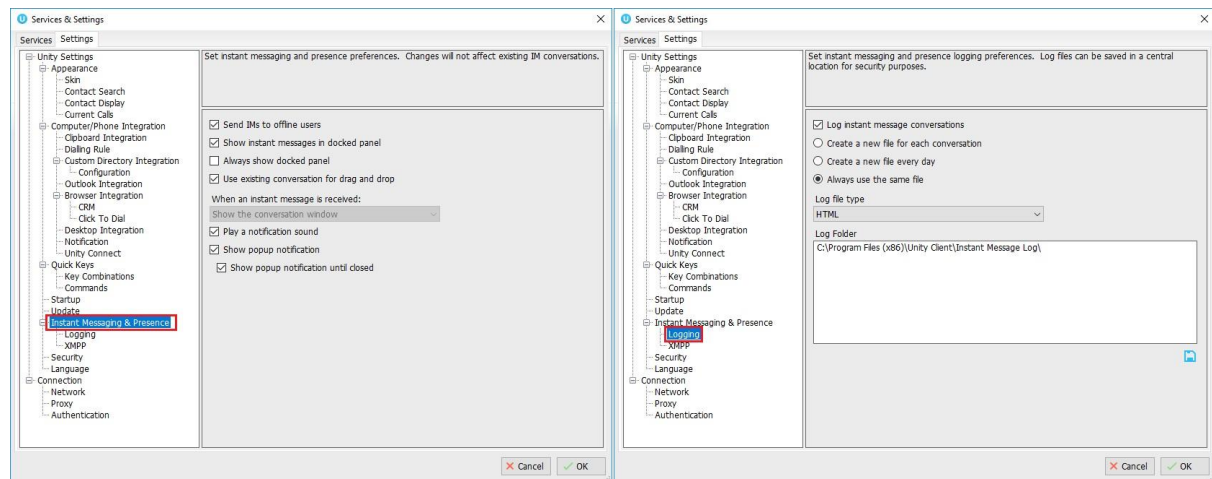 Services & Settings
Services Settings
Unity Settings
Appearance
Skin
Contact Search
Contact Display
Current Calls
Computer/Phone Integration
Clipboard Integration
Dialling Rule
Custom Directory Integration
Configuration
Outlook Integration
Browser Integration
CRM
Click To Dial
Desktop Integration
Notification
Unity Connect
Quick Keys
Key Combinations
Commands
Startup
Update
Instant Messaging & Presence
Logging
XMPP
Security
Language
Connection
Network
Proxy
Authentication
Set instant messaging and presence preferences. Changes will not affect existing IM conversations.
Send IMs to offline users
Show instant messages in docked panel
Always show docked panel
Use existing conversation for drag and drop
When an instant message is received:
Show the conversation window
Play a notification sound
Show popup notification
Show popup notification until closed
Cancel OK
Services & Settings
Services Settings
Unity Settings
Appearance
Skin
Contact Search
Contact Display
Current Calls
Computer/Phone Integration
Clipboard Integration
Dialling Rule
Custom Directory Integration
Configuration
Outlook Integration
Browser Integration
CRM
Click To Dial
Desktop Integration
Notification
Unity Connect
Quick Keys
Key Combinations
Commands
Startup
Update
Instant Messaging & Presence
Logging
XMPP
Security
Language
Connection
Network
Proxy
Authentication
Set instant messaging and presence logging preferences. Log files can be saved in a central
location for security purposes.
Log instant message conversations
Create a new file for each conversation
Create a new file every day
Always use the same file
Log file type
HTML
Log Folder
C:\Program Files (x86)\Unity Client\Instant Message Log\
Cancel OK